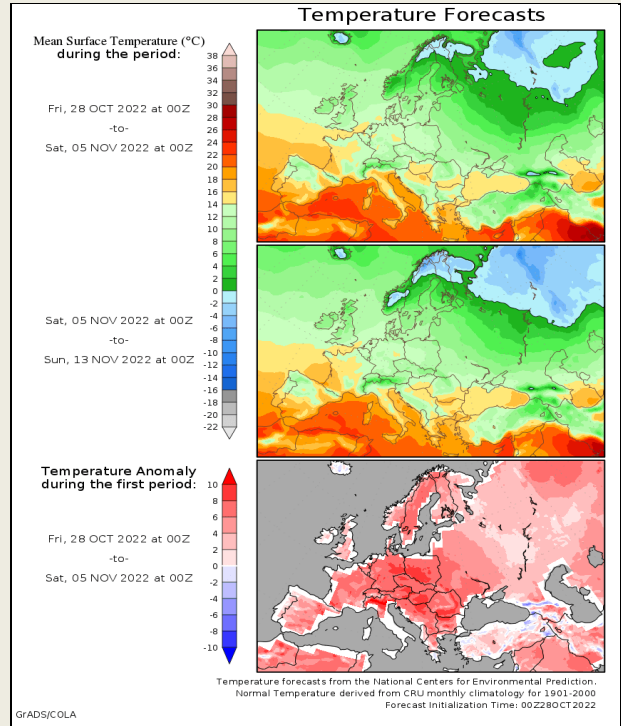 Temperature Forecasts
Mean Surface Temperature (°C)
during the period:
Fri, 28 OCT 2022 at 00Z
-to-
Sat, 05 NOV 2022 at 00Z
38
36
34
32
30
28
26
24
22
20
18
16
14
12
10
8
6
4
2
0
-2
-4
-6
-8
-10
-12
-14
-16
-18
-20
-22
Sat, 05 NOV 2022 at 00Z
-to-
Sun, 13 NOV 2022 at 00Z
Temperature Anomaly
during the first period:
Fri, 28 OCT 2022 at 00Z
-to-
Sat, 05 NOV 2022 at 00Z
10
8
6
4
2
0
-2
-4
-6
-8
-10
Temperature forecasts from the National Centers for Environmental Prediction.
Normal Temperature derived from CRU monthly climatology for 1901-2000
Forecast Initialization Time: 00Z28OCT2022
GrADS/COLA